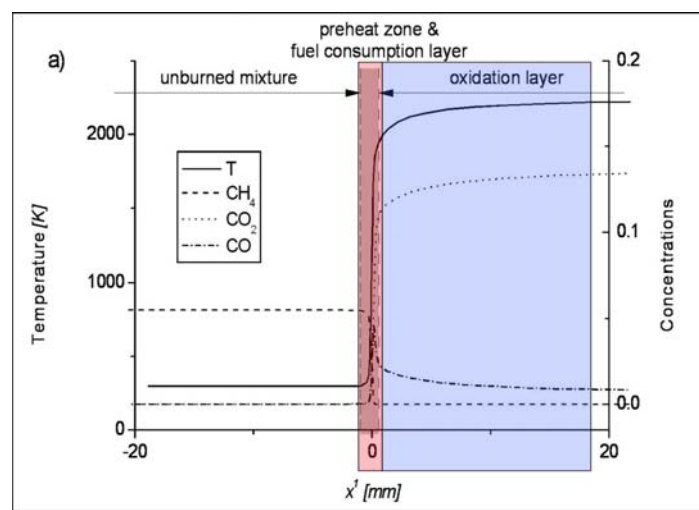 preheat zone &
fuel consumption layer
a)
unburned mixture
oxidation layer
T
CH4
CO2
CO
Temperature [K]
2000
1000
0
0.2
0.1
0.0
Concentrations
-20
0
20
x¹ [mm]